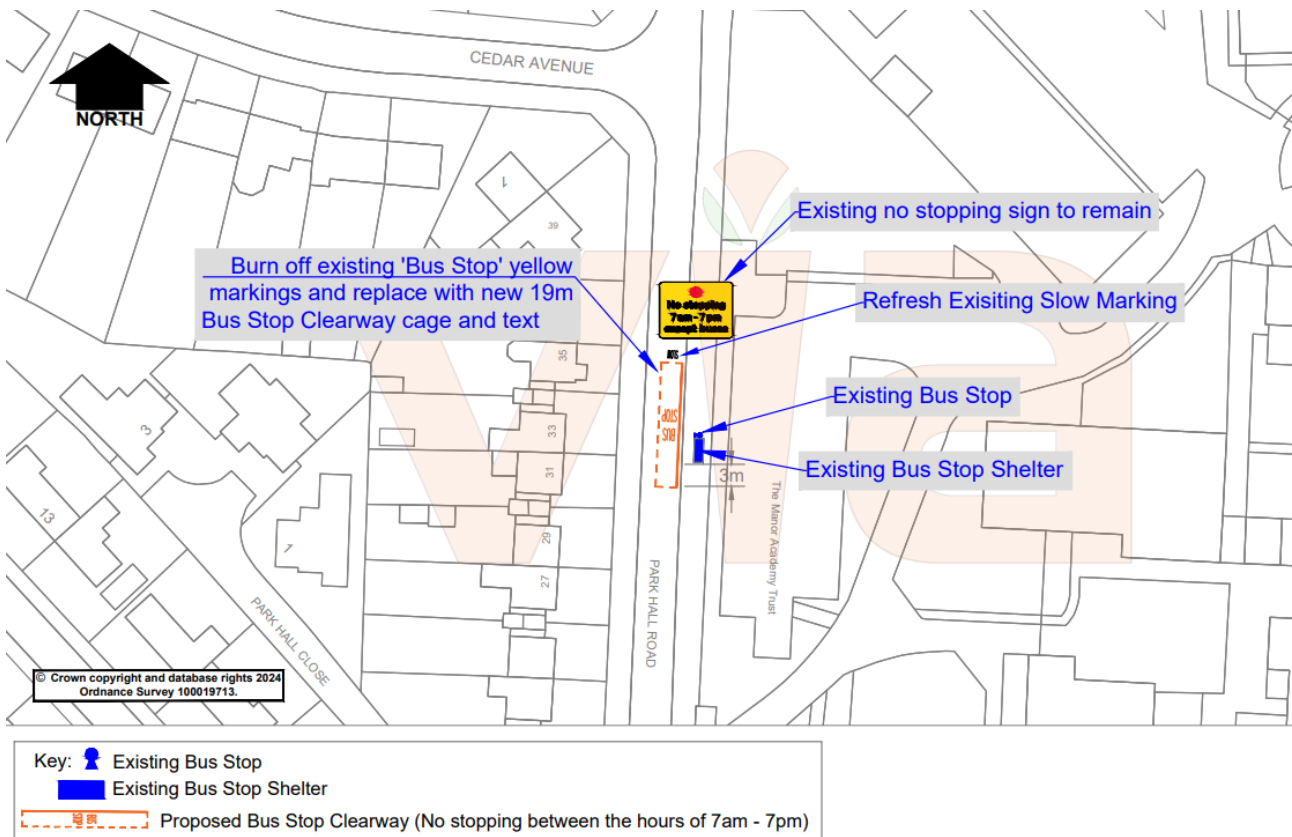 CEDAR AVENUE
NORTH
Existing no stopping sign to remain
1
39
Burn off existing 'Bus Stop' yellow
markings and replace with new 19m
Bus Stop Clearway cage and text
No stopping
7am-7pm
except buses
Refresh Exisiting Slow Marking
35
Existing Bus Stop
BUS
STOP
3
33
Existing Bus Stop Shelter
31
3m
The Manor Academy Trust
13
29
1
27
PARK HALL ROAD
PARK HALL CLOSE
via
© Crown copyright and database rights 2024
Ordnance Survey 100019713.
Key:
Existing Bus Stop
Existing Bus Stop Shelter
Proposed Bus Stop Clearway (No stopping between the hours of 7am - 7pm)